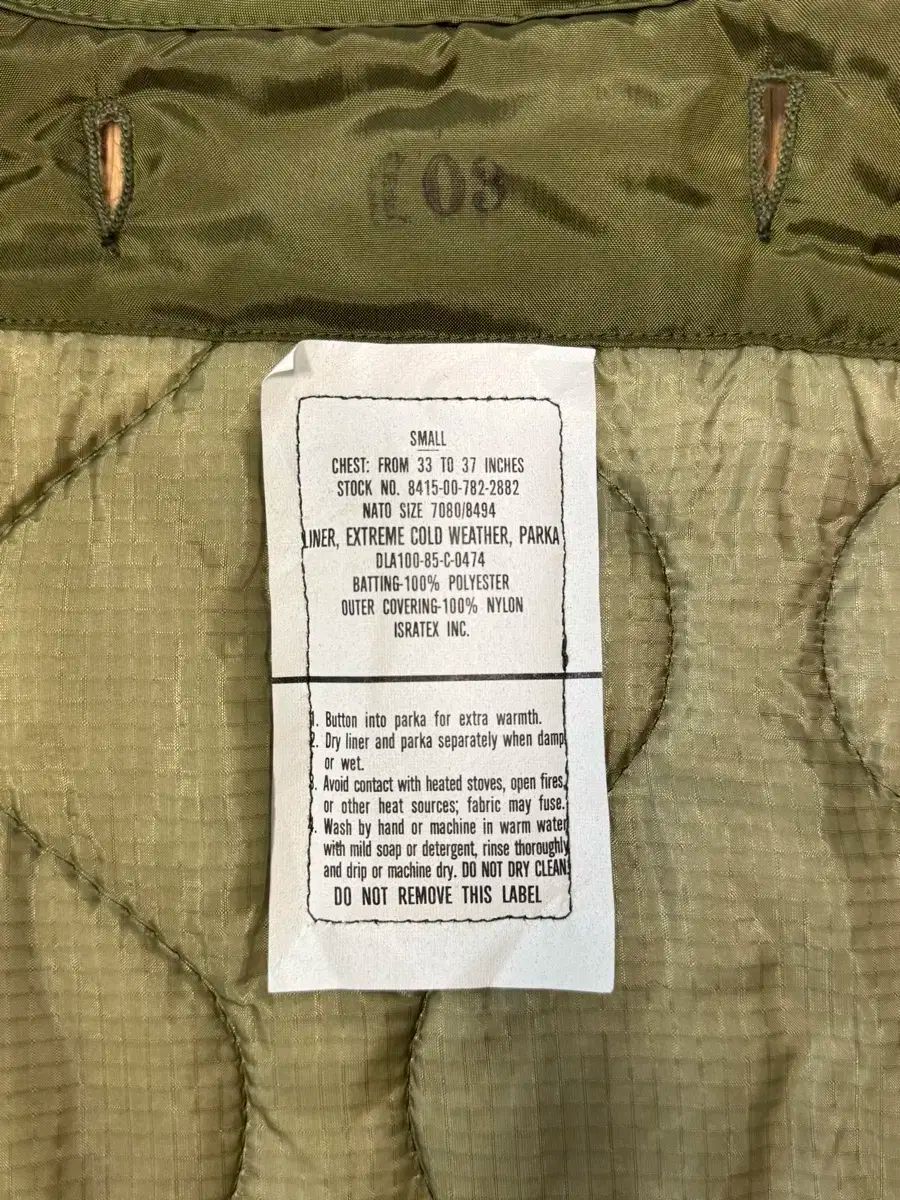 03
SMALL
CHEST: FROM 33 TO 37 INCHES
STOCK NO. 8415-00-782-2882
NATO SIZE 7080/8494
LINER, EXTREME COLD WEATHER, PARKA
DLA100-85-C-0474
BATTING-100% POLYESTER
OUTER COVERING-100% NYLON
ISRATEX INC.
1. Button into parka for extra warmth.
2. Dry liner and parka separately when damp
or wet.
3. Avoid contact with heated stoves, open fires,
or other heat sources; fabric may fuse.
4. Wash by hand or machine in warm water
with mild soap or detergent, rinse thoroughly
and drip or machine dry. DO NOT DRY CLEAN.
DO NOT REMOVE THIS LABEL